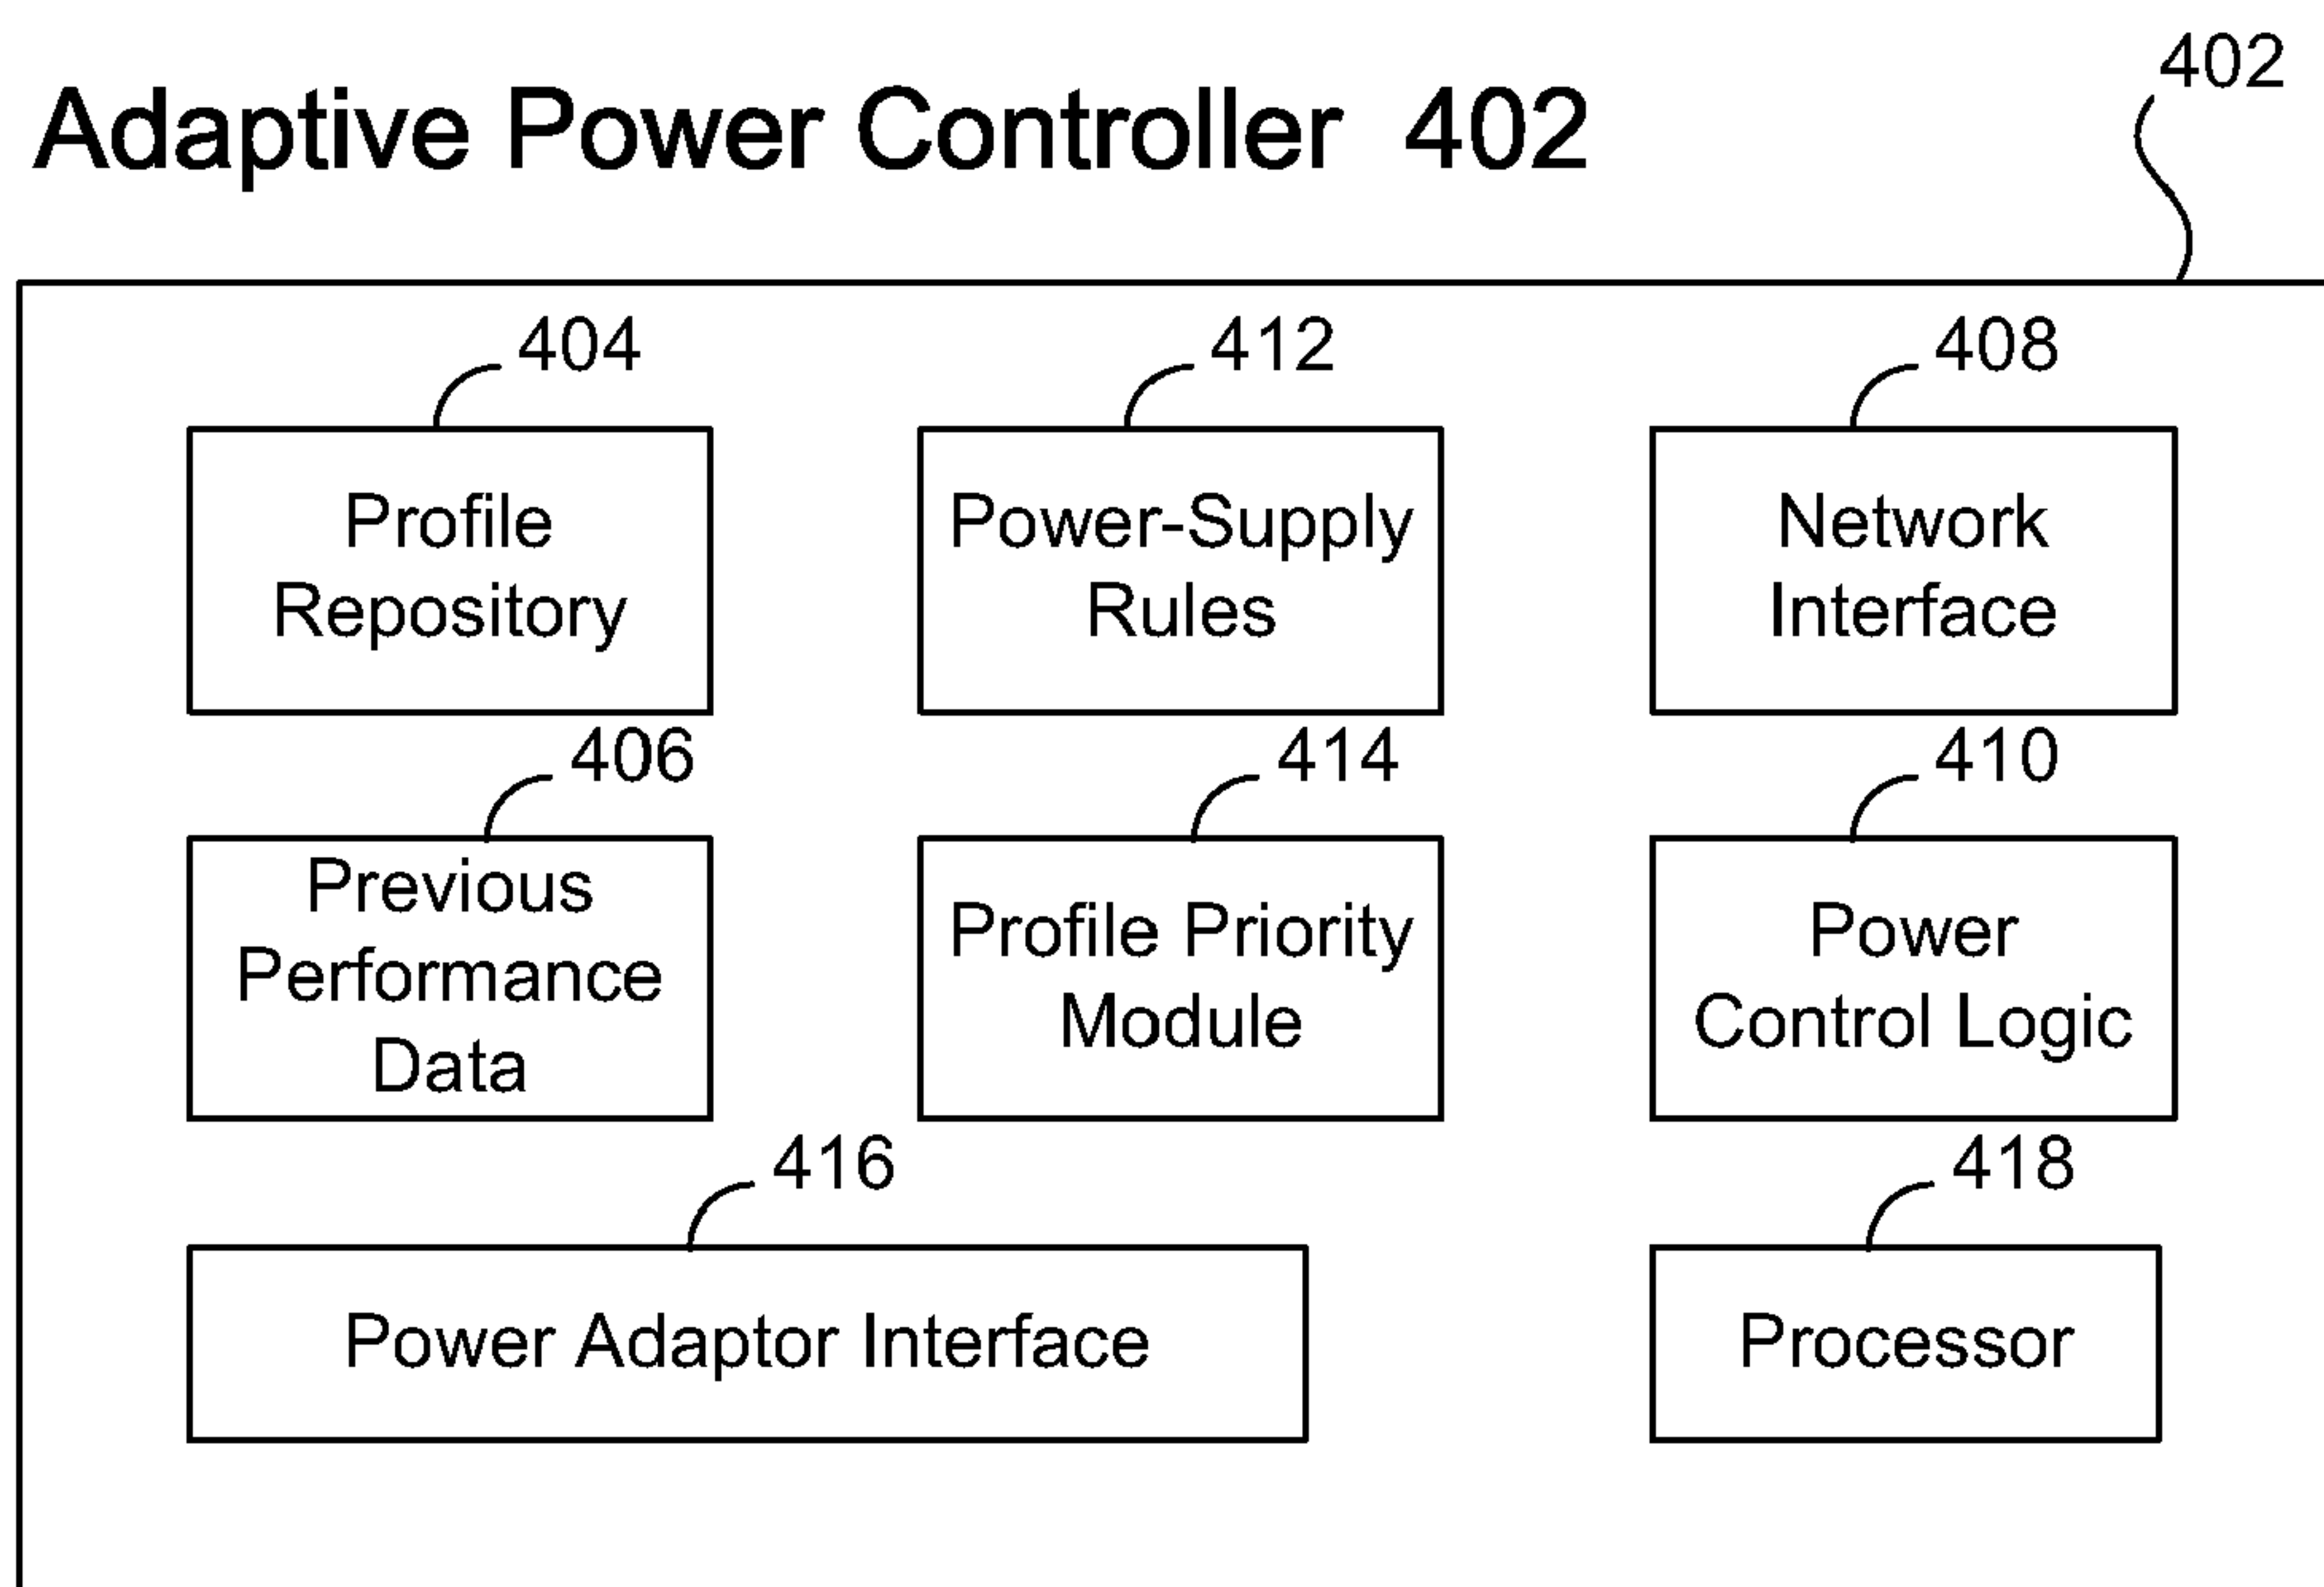 402
Adaptive Power Controller 402
404
412
408
Profile
Repository
Power-Supply
Rules
Network
Interface
406
414
410
Previous
Performance
Data
Profile Priority
Module
Power
Control Logic
416
418
Power Adaptor Interface
Processor